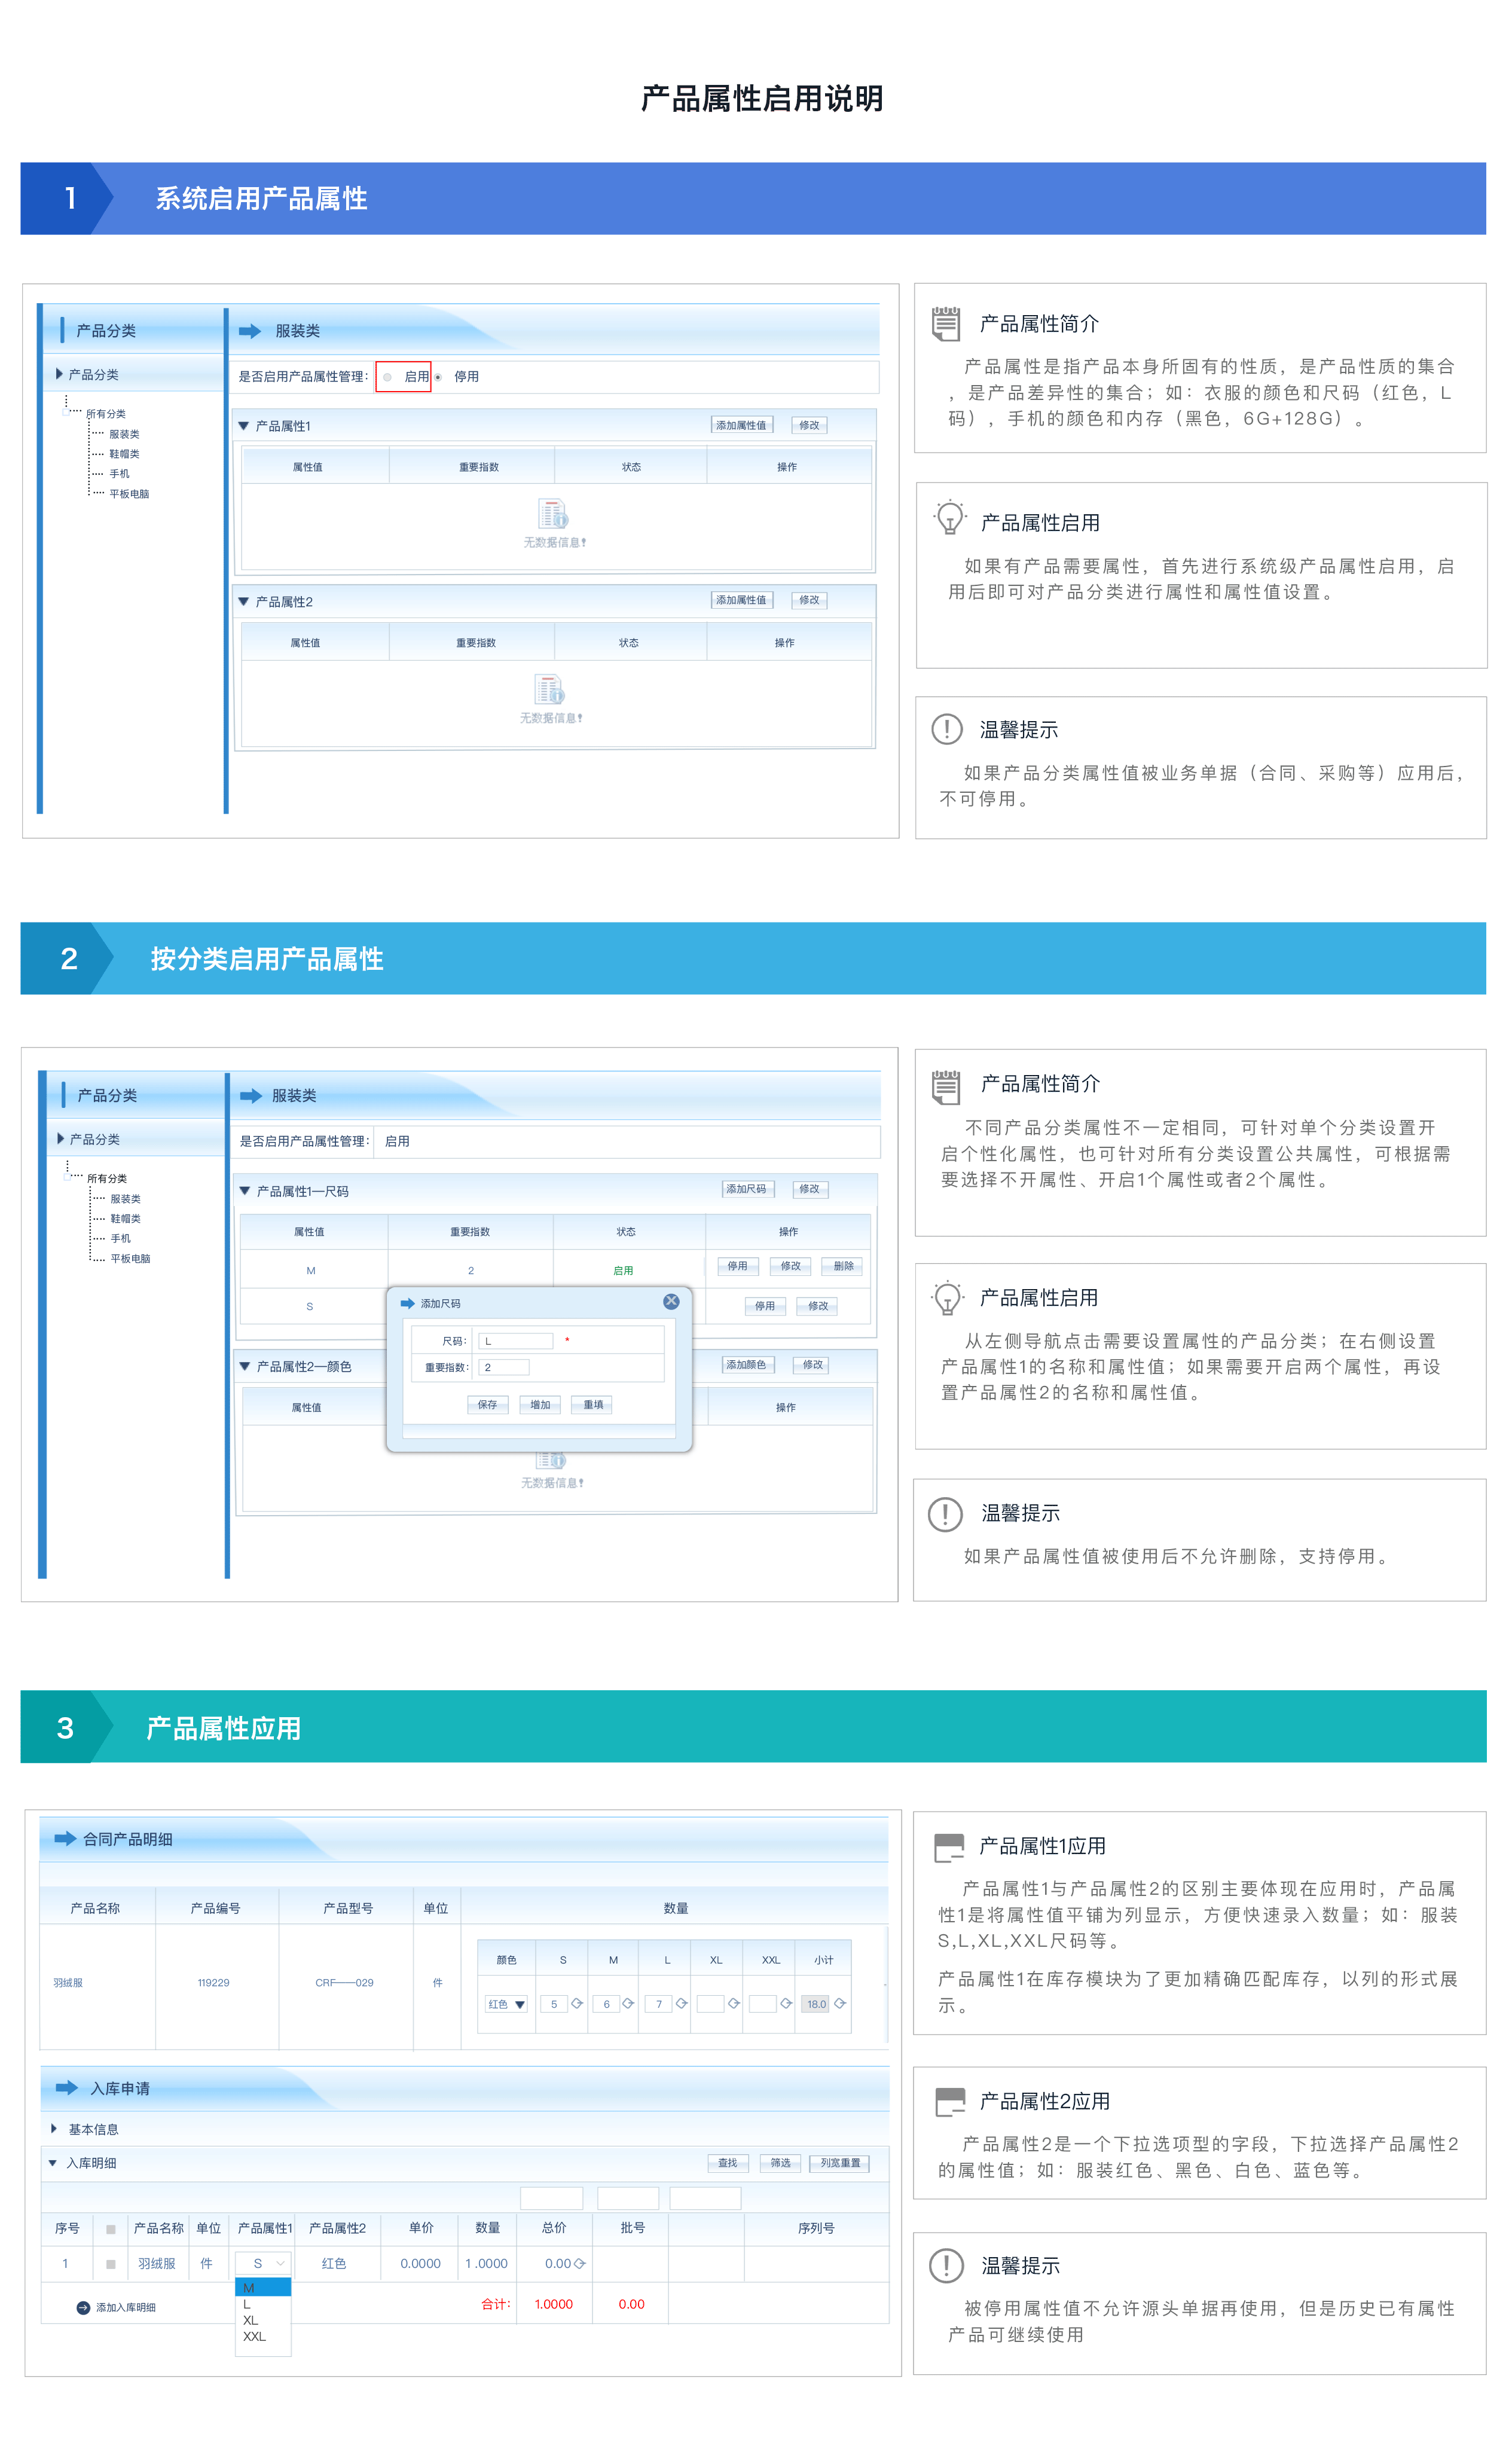 产品属性启用说明
1 系统启用产品属性
产品分类
服装类
产品分类
所有分类
服装类
鞋帽类
手机
平板电脑
是否启用产品属性管理： 启用 停用
产品属性1 添加属性值 修改
属性值 重要指数 状态 操作
无数据信息！
产品属性2 添加属性值 修改
属性值 重要指数 状态 操作
无数据信息！
产品属性简介
产品属性是指产品本身所固有的性质，是产品性质的集合
，是产品差异性的集合；如：衣服的颜色和尺码（红色，L
码），手机的颜色和内存（黑色，6G+128G）。
产品属性启用
如果有产品需要属性，首先进行系统级产品属性启用，启
用后即可对产品分类进行属性和属性值设置。
温馨提示
如果产品分类属性值被业务单据（合同、采购等）应用后，
不可停用。
2 按分类启用产品属性
产品分类
服装类
产品分类
所有分类
服装类
鞋帽类
手机
平板电脑
是否启用产品属性管理： 启用
产品属性1—尺码 添加尺码 修改
属性值 重要指数 状态 操作
M 2 启用 停用 修改 删除
S 停用 修改
添加尺码
尺码： L *
重要指数： 2
保存 增加 重填
产品属性2—颜色 添加颜色 修改
属性值 操作
无数据信息！
产品属性简介
不同产品分类属性不一定相同，可针对单个分类设置开
启个性化属性，也可针对所有分类设置公共属性，可根据需
要选择不开属性、开启1个属性或者2个属性。
产品属性启用
从左侧导航点击需要设置属性的产品分类；在右侧设置
产品属性1的名称和属性值；如果需要开启两个属性，再设
置产品属性2的名称和属性值。
温馨提示
如果产品属性值被使用后不允许删除，支持停用。
3 产品属性应用
合同产品明细
产品名称 产品编号 产品型号 单位 数量
颜色 S M L XL XXL 小计
羽绒服 119229 CRF——029 件
红色 5 6 7 18.0
入库申请
基本信息
入库明细 查找 筛选 列宽重置
序号 产品名称 单位 产品属性1 产品属性2 单价 数量 总价 批号 序列号
1 羽绒服 件 S 红色 0.0000 1.0000 0.00
M
L
XL
XXL
添加入库明细 合计： 1.0000 0.00
产品属性1应用
产品属性1与产品属性2的区别主要体现在应用时，产品属
性1是将属性值平铺为列显示，方便快速录入数量；如：服装
S,L,XL,XXL尺码等。
产品属性1在库存模块为了更加精确匹配库存，以列的形式展
示。
产品属性2应用
产品属性2是一个下拉选项型的字段，下拉选择产品属性2
的属性值；如：服装红色、黑色、白色、蓝色等。
温馨提示
被停用属性值不允许源头单据再使用，但是历史已有属性
产品可继续使用